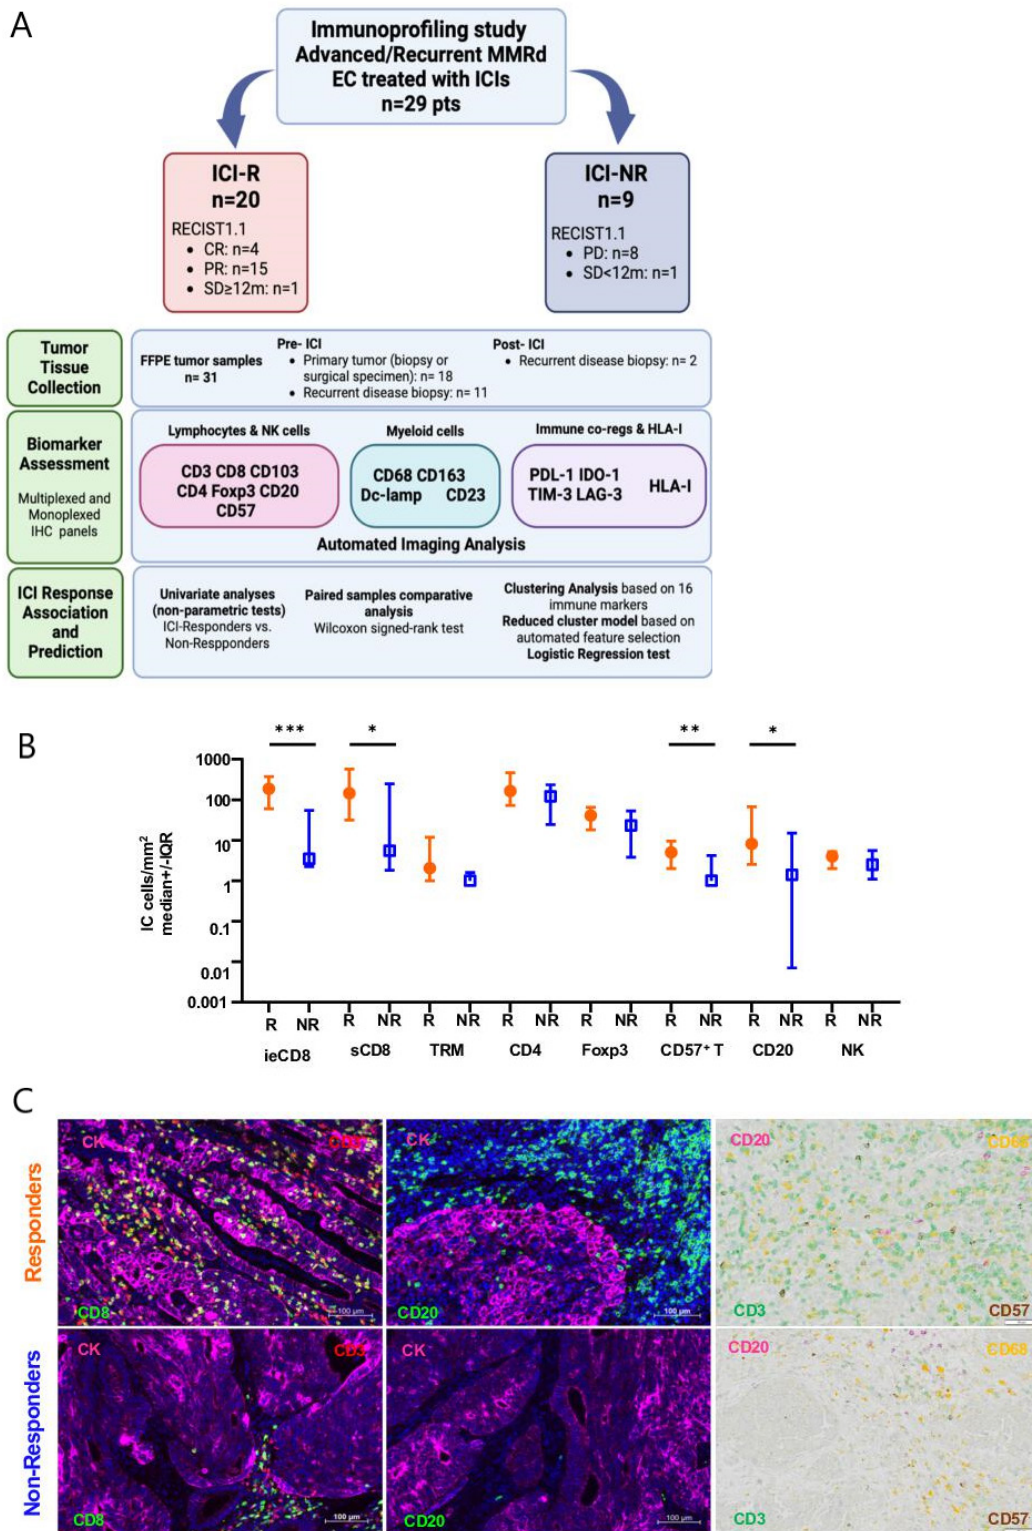 A
Immunoprofiling study
Advanced/Recurrent MMRd
EC treated with ICIs
n=29 pts
ICI-R
n=20
RECIST1.1
• CR: n=4
• PR: n=15
• SD≥12m: n=1
ICI-NR
n=9
RECIST1.1
• PD: n=8
• SD<12m: n=1
Tumor
Tissue
Collection
FFPE tumor samples
n= 31
Pre- ICI
• Primary tumor (biopsy or
surgical specimen): n= 18
• Recurrent disease biopsy: n= 11
Post- ICI
• Recurrent disease biopsy: n= 2
Biomarker
Assessment
Multiplexed and
Monoplexed
IHC panels
Lymphocytes & NK cells
CD3 CD8 CD103
CD4 Foxp3 CD20
CD57
Myeloid cells
CD68 CD163
Dc-lamp CD23
Immune co-regs & HLA-I
PDL-1 IDO-1
TIM-3 LAG-3
HLA-I
Automated Imaging Analysis
ICI Response
Association
and
Prediction
Univariate analyses
(non-parametric tests)
ICI-Responders vs.
Non-Respponders
Paired samples comparative
analysis
Wilcoxon signed-rank test
Clustering Analysis based on 16
immune markers
Reduced cluster model based on
automated feature selection
Logistic Regression test
B
*** * ** *
IC cells/mm²
median+/-IQR
1000
100
10
1
0.1
0.01
0.001
R NR R NR R NR R NR R NR R NR R NR R NR
ieCD8 sCD8 TRM CD4 Foxp3 CD57⁺ T CD20 NK
C
Responders
CK
CD8
100 µm
CK
CD20
100 µm
CD20 CD68
CD3 CD57
Non-Responders
CK CD3
CD8
100 µm
CK
CD20
100 µm
CD20 CD68
CD3 CD57